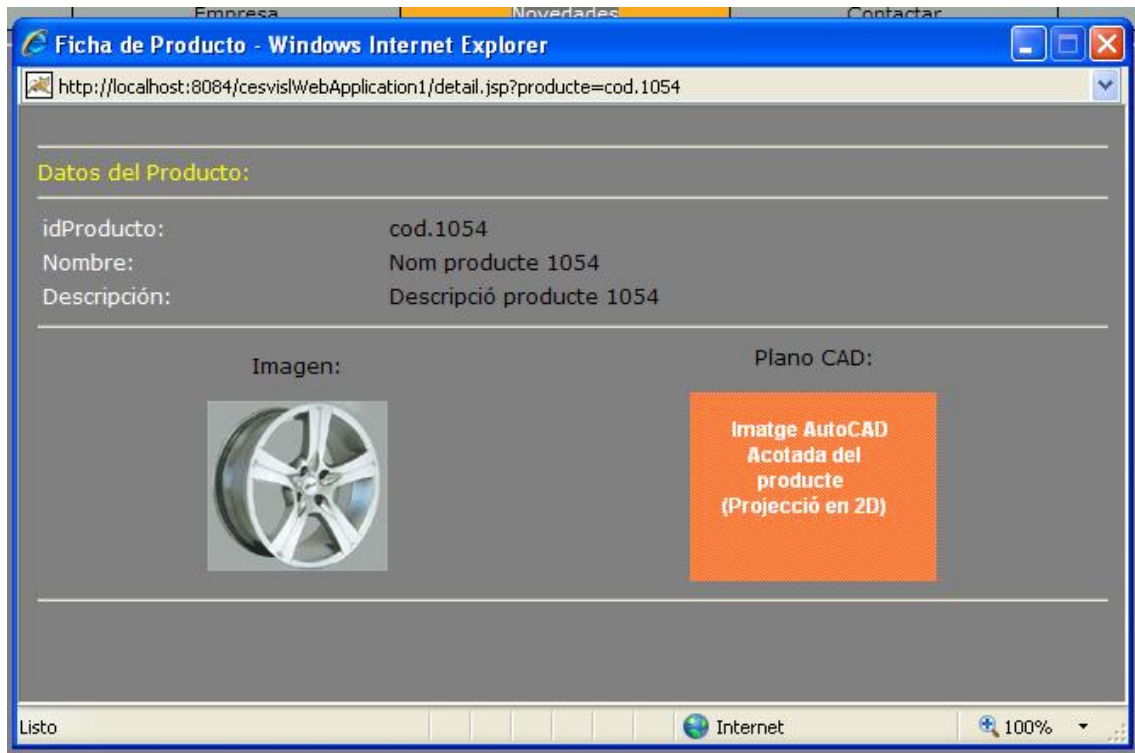 Empresa Novedades Contactar
Ficha de Producto - Windows Internet Explorer
http://localhost:8084/cesvislWebApplication1/detail.jsp?producte=cod.1054
Datos del Producto:
idProducto: cod.1054
Nombre: Nom producte 1054
Descripción: Descripció producte 1054
Imagen: Plano CAD:
Imatge AutoCAD
Acotada del
producte
(Projecció en 2D)
Listo Internet 100%